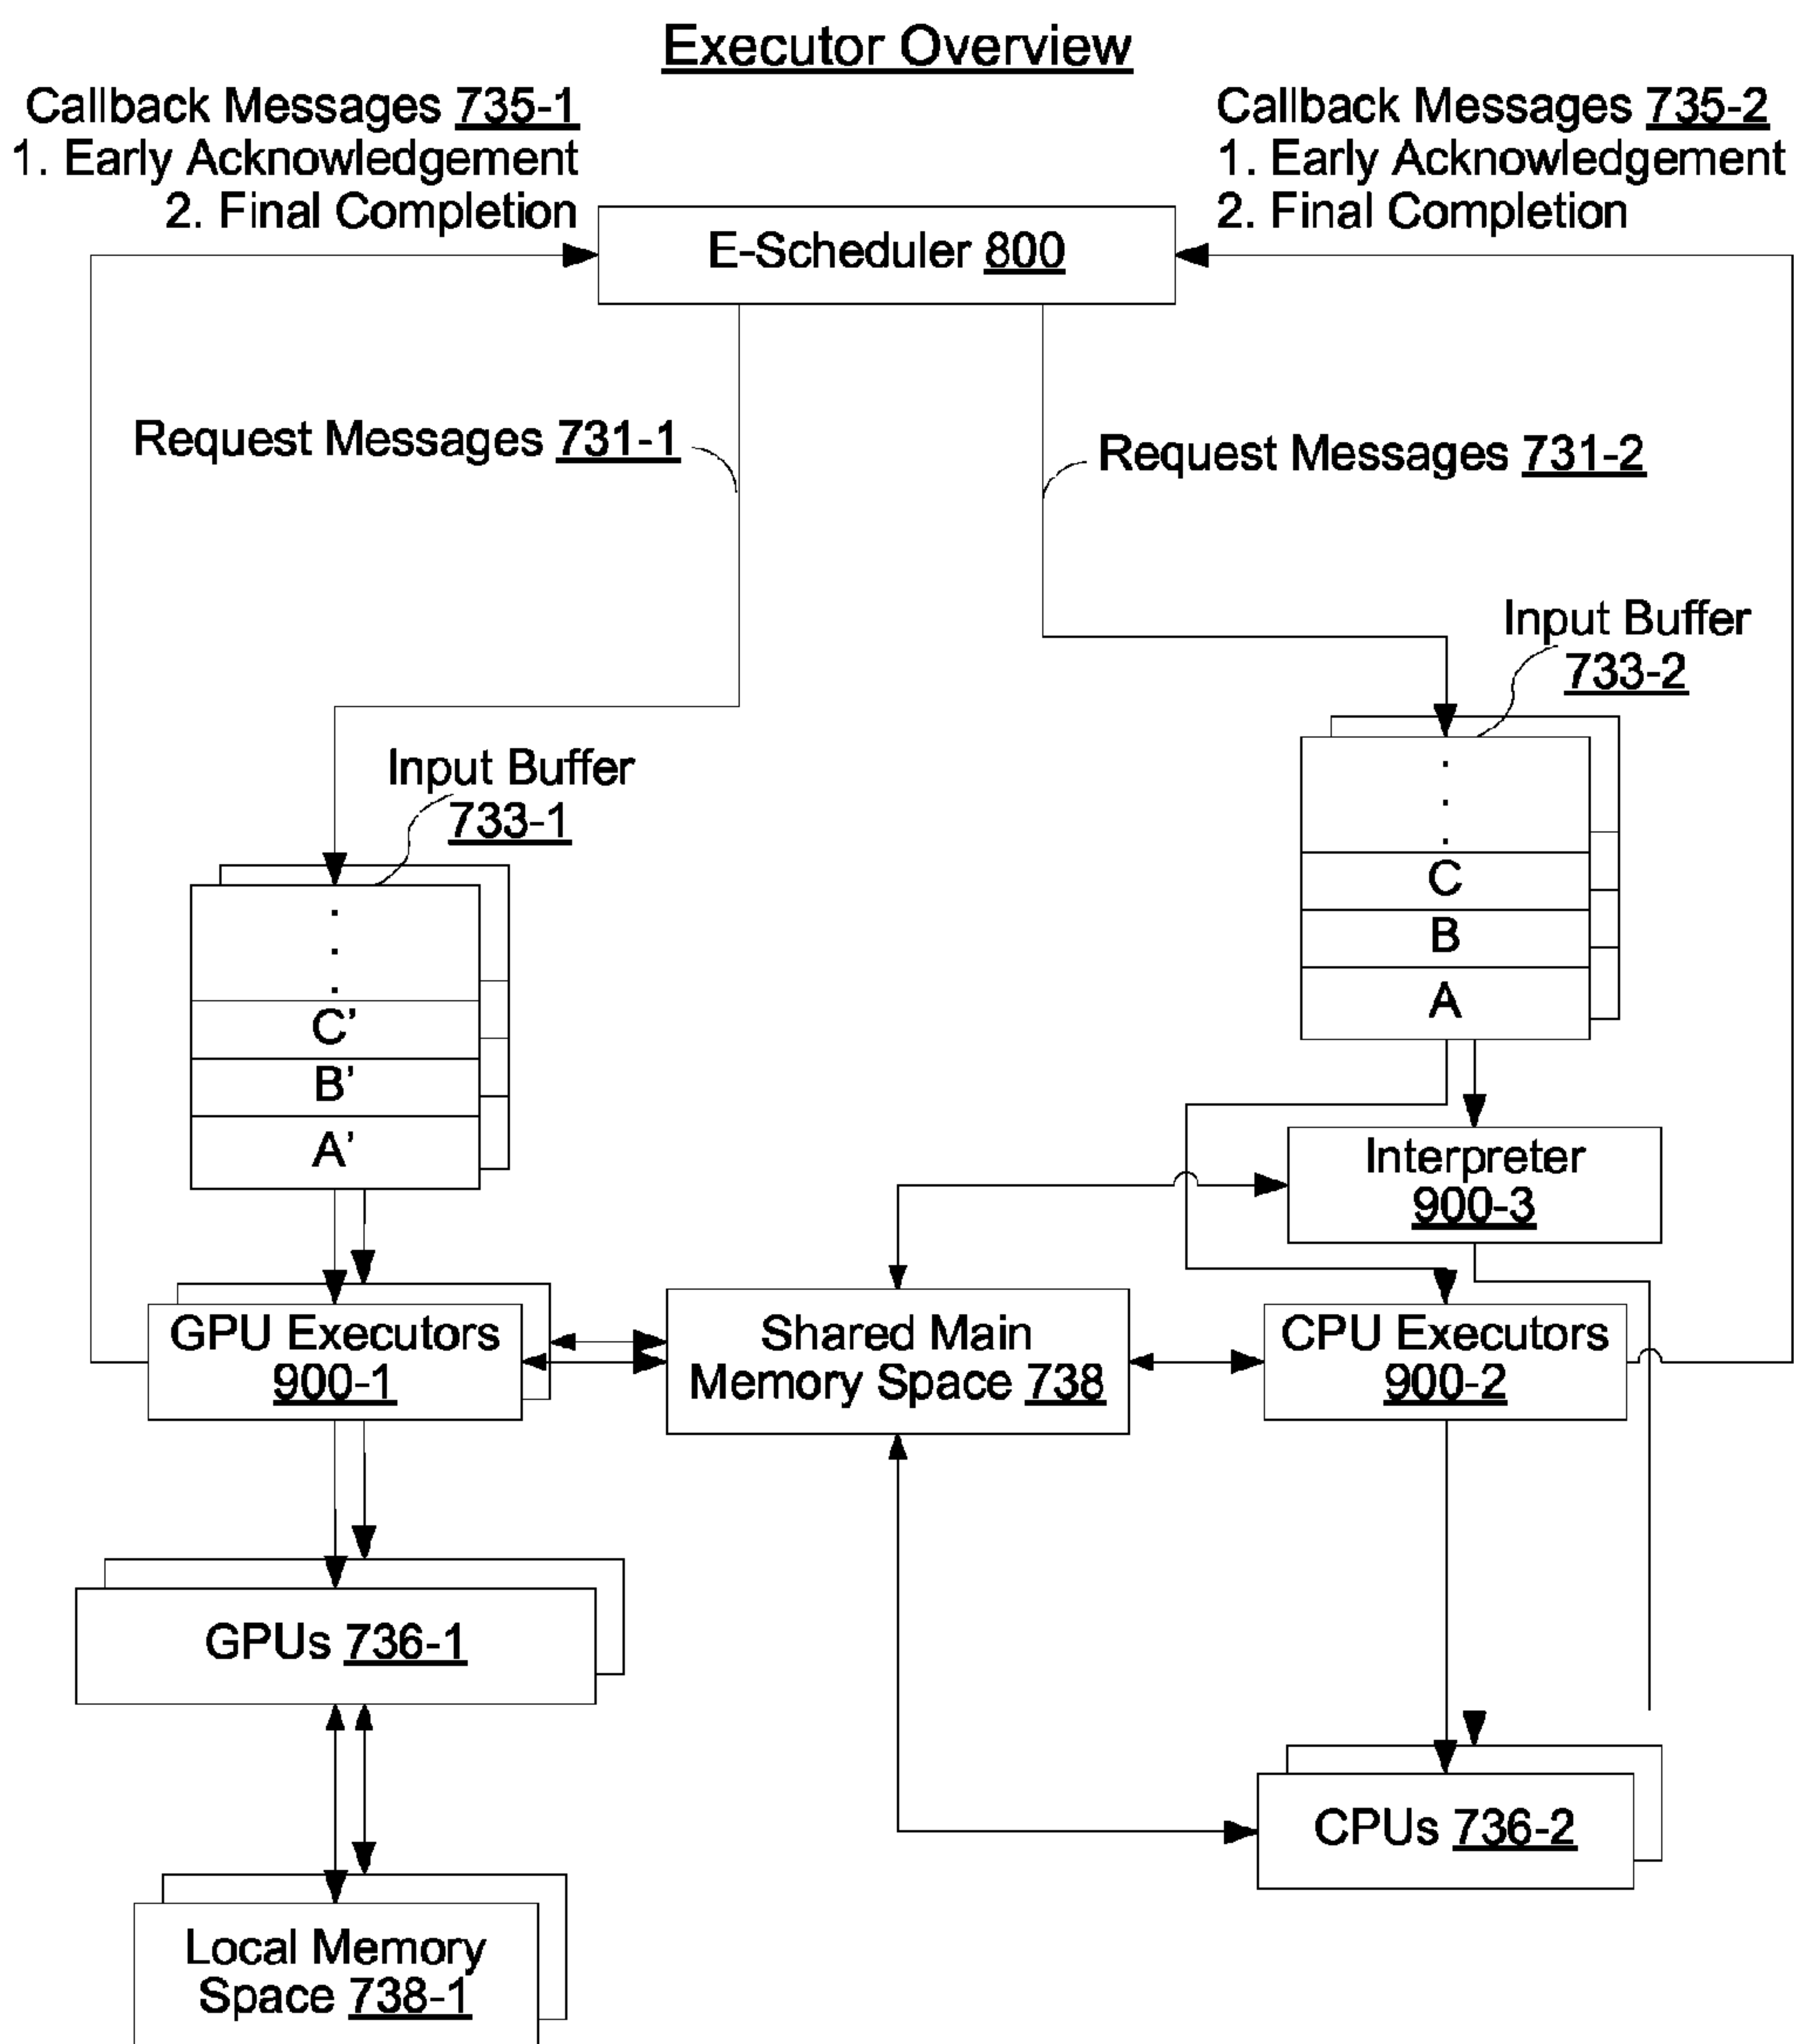 Executor Overview
Callback Messages 735-1
1. Early Acknowledgement
2. Final Completion
Callback Messages 735-2
1. Early Acknowledgement
2. Final Completion
E-Scheduler 800
Request Messages 731-1
Request Messages 731-2
Input Buffer
733-2
Input Buffer
733-1
.
.
.
C
B
A
.
.
.
C’
B’
A’
Interpreter
900-3
GPU Executors
900-1
Shared Main
Memory Space 738
CPU Executors
900-2
GPUs 736-1
CPUs 736-2
Local Memory
Space 738-1